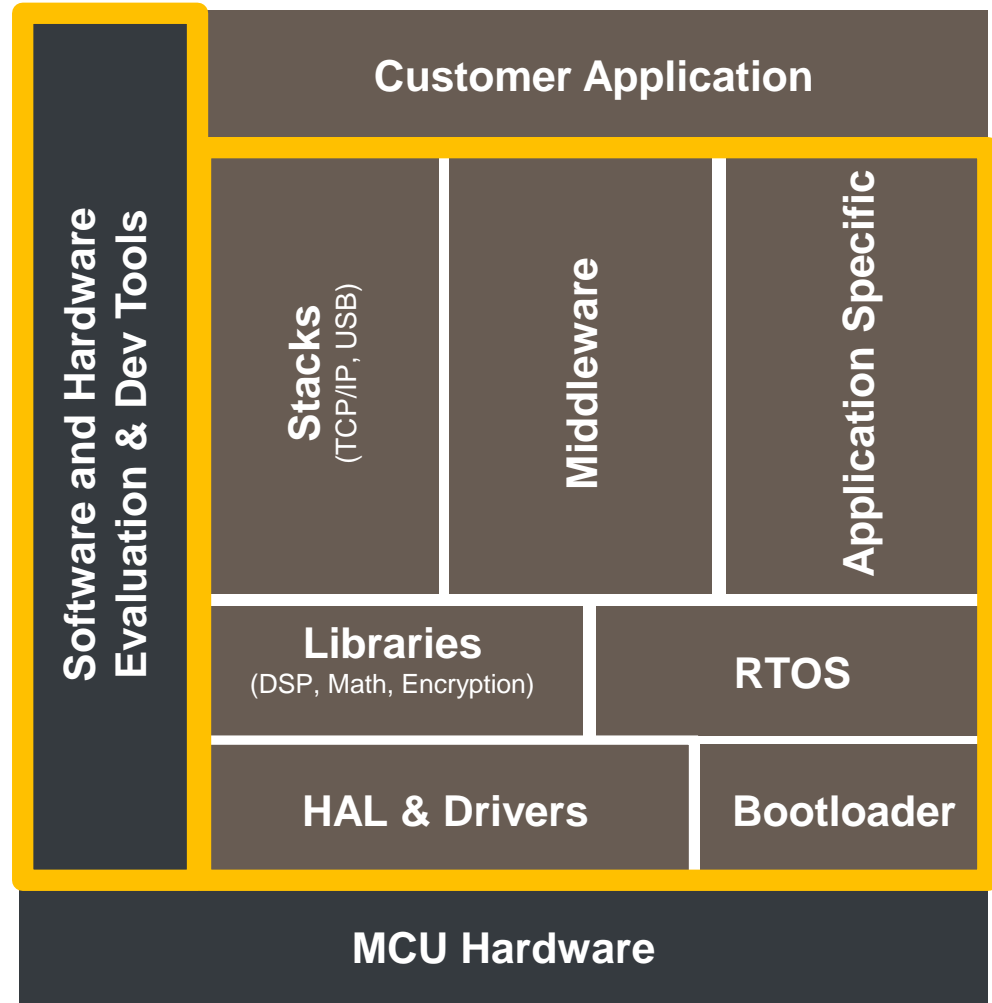 Customer Application
Software and Hardware
Evaluation & Dev Tools
Stacks
(TCP/IP, USB)
Middleware
Application Specific
Libraries
(DSP, Math, Encryption)
RTOS
HAL & Drivers
Bootloader
MCU Hardware